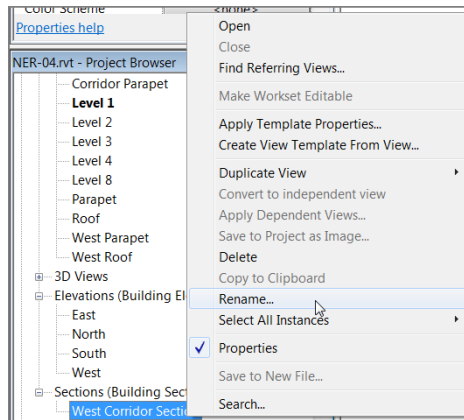 Color Scheme <none>
Properties help
NER-04.rvt - Project Browser
Corridor Parapet
Level 1
Level 2
Level 3
Level 4
Level 8
Parapet
Roof
West Parapet
West Roof
3D Views
Elevations (Building El
East
North
South
West
Sections (Building Sec
West Corridor Sectio
Open
Close
Find Referring Views...
Make Workset Editable
Apply Template Properties...
Create View Template From View...
Duplicate View
Convert to independent view
Apply Dependent Views...
Save to Project as Image...
Delete
Copy to Clipboard
Rename...
Select All Instances
Properties
Save to New File...
Search...